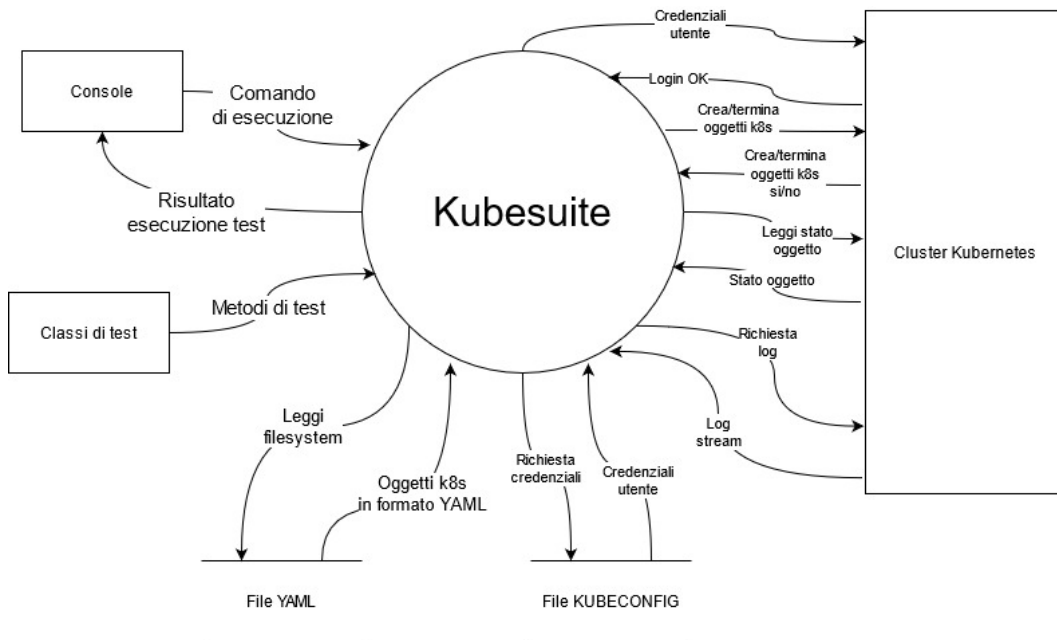 Credenziali
utente
Console
Comando
di esecuzione
Login OK
Crea/termina
oggetti k8s
Crea/termina
oggetti k8s
si/no
Risultato
esecuzione test
Kubesuite
Leggi stato
oggetto
Cluster Kubernetes
Stato oggetto
Metodi di test
Classi di test
Richiesta
log
Leggi
filesystem
Log
stream
Oggetti k8s
in formato YAML
Richiesta
credenziali
Credenziali
utente
File YAML
File KUBECONFIG